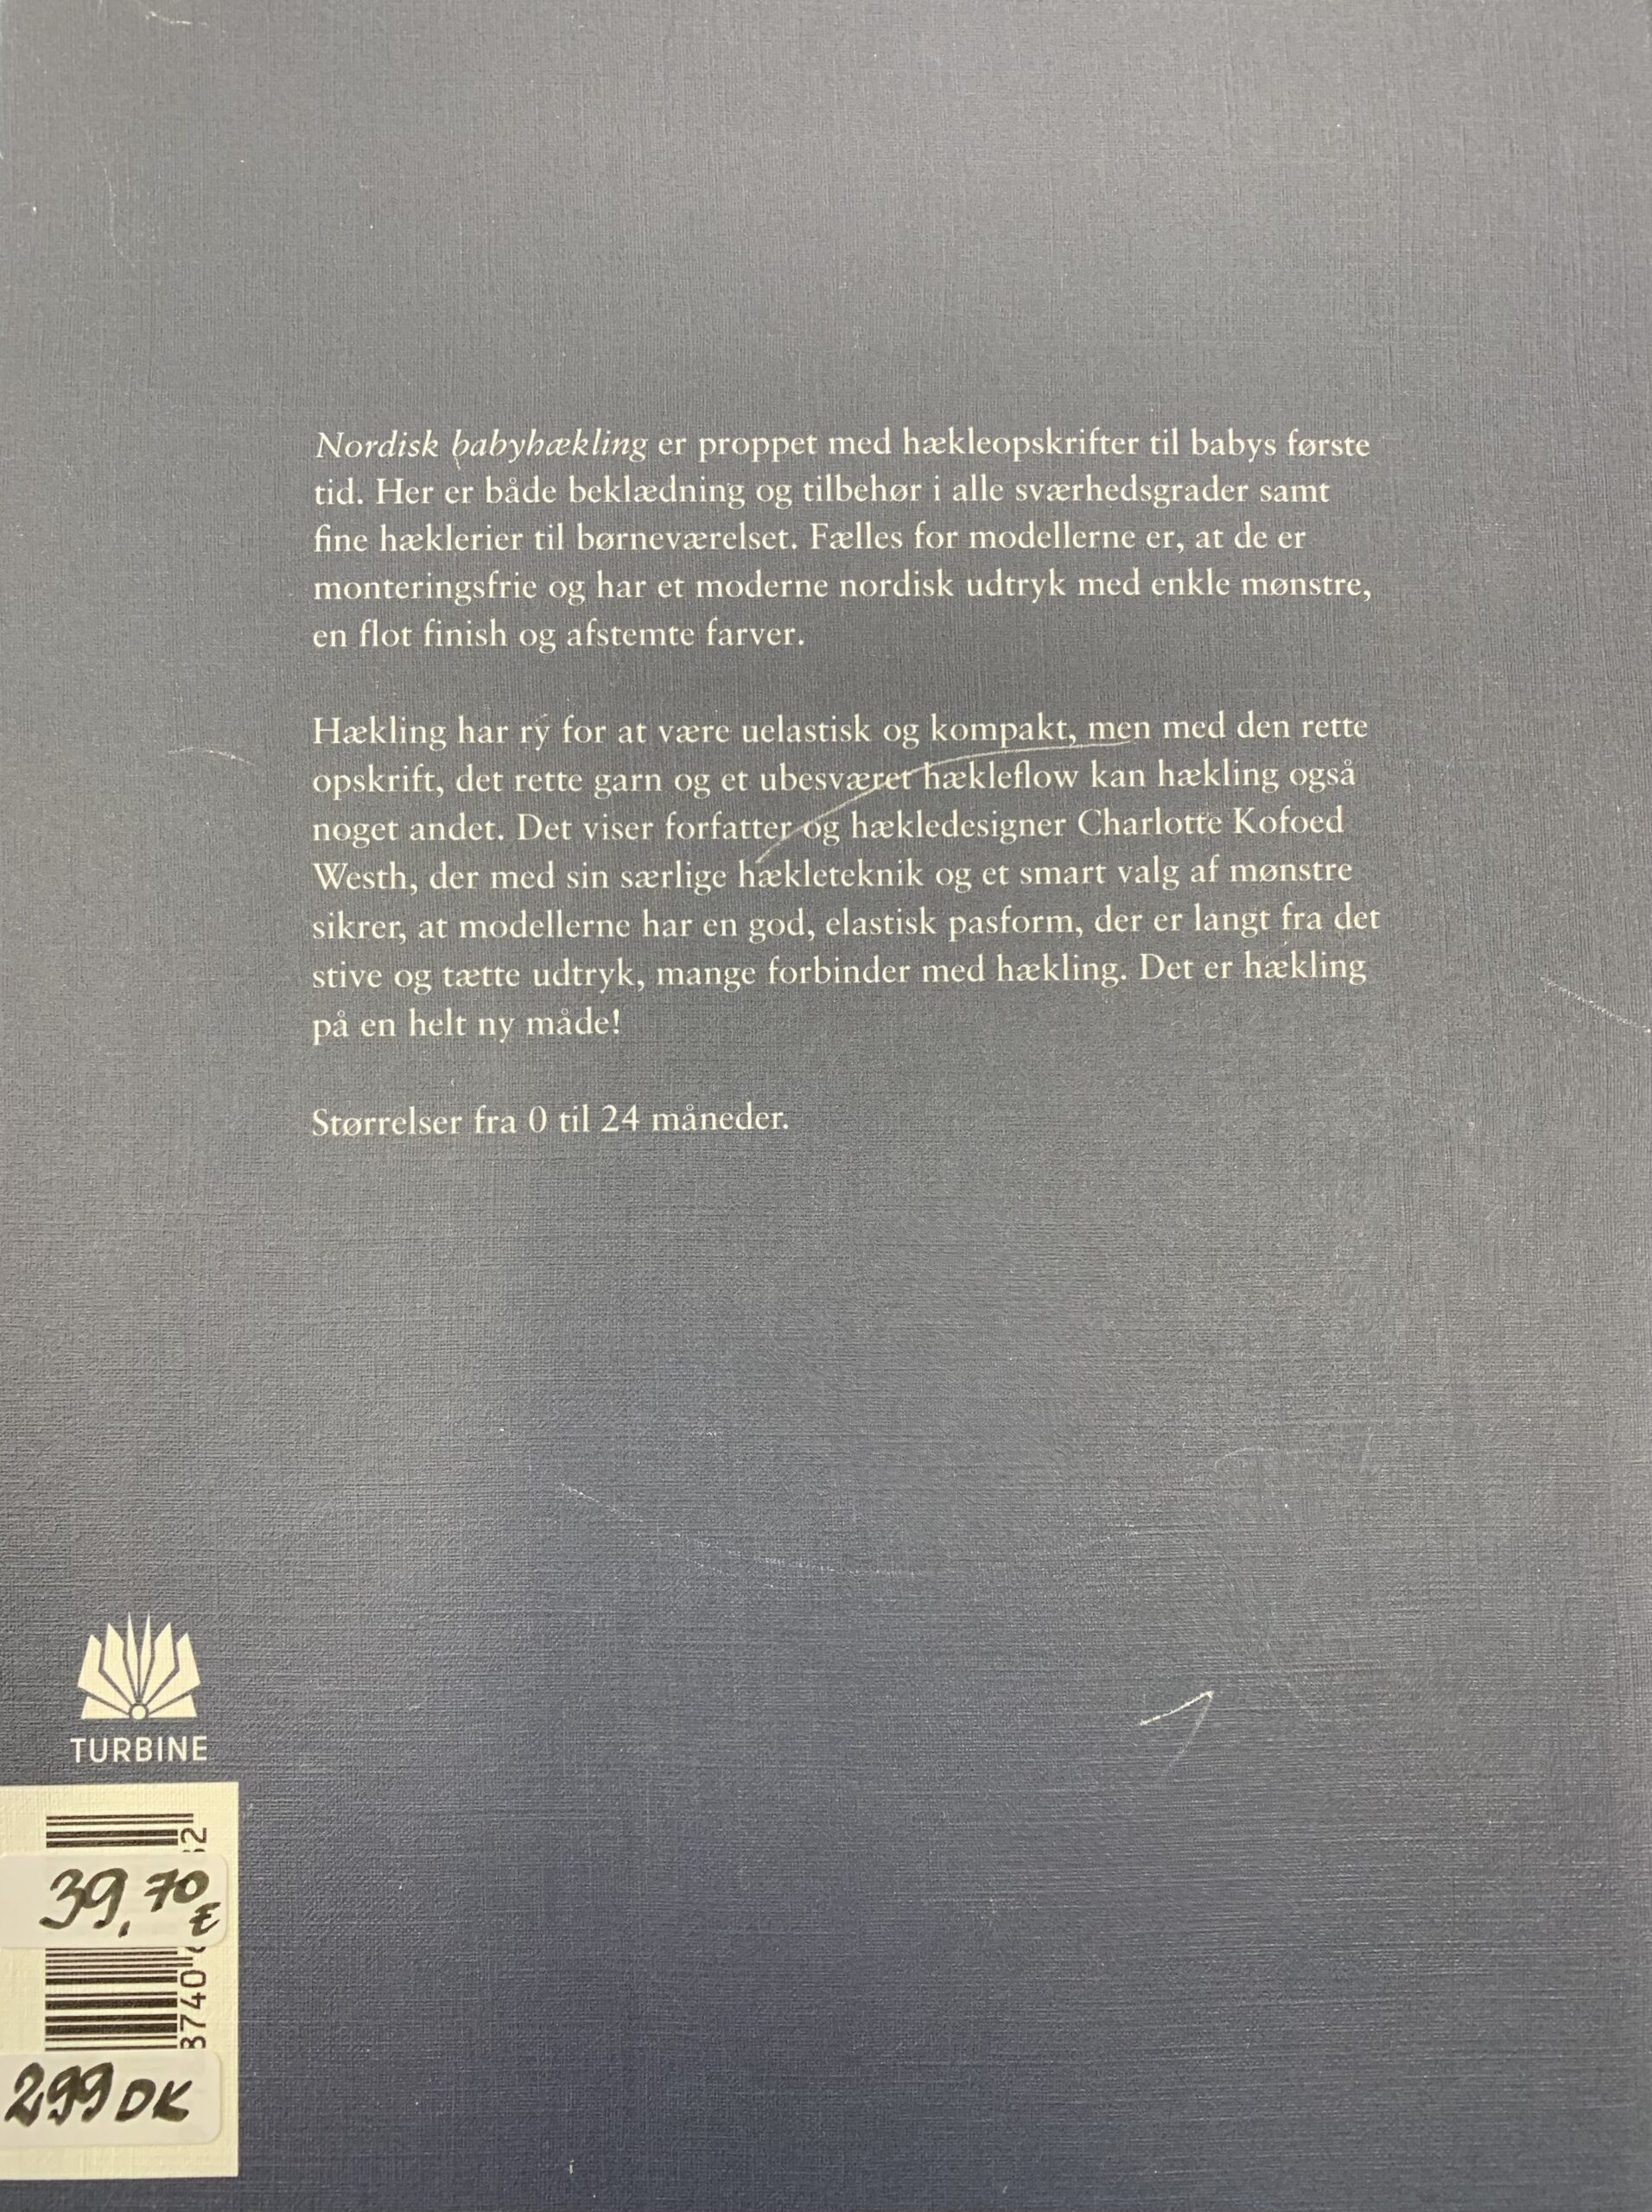 Nordisk babyhækling er proppet med hækleopskrifter til babys første
tid. Her er både beklædning og tilbehør i alle sværhedsgrader samt
fine hæklerier til børneværelset. Fælles for modellerne er, at de er
monteringsfrie og har et moderne nordisk udtryk med enkle mønstre,
en flot finish og afstemte farver.
Hækling har ry for at være uelastisk og kompakt, men med den rette
opskrift, det rette garn og et ubesværet hækleflow kan hækling også
noget andet. Det viser forfatter og hækledesigner Charlotte Kofoed
Westh, der med sin særlige hækleteknik og et smart valg af mønstre
sikrer, at modellerne har en god, elastisk pasform, der er langt fra det
stive og tætte udtryk, mange forbinder med hækling. Det er hækling
på en helt ny måde!
Størrelser fra 0 til 24 måneder.
TURBINE
39,70 €
299 DK